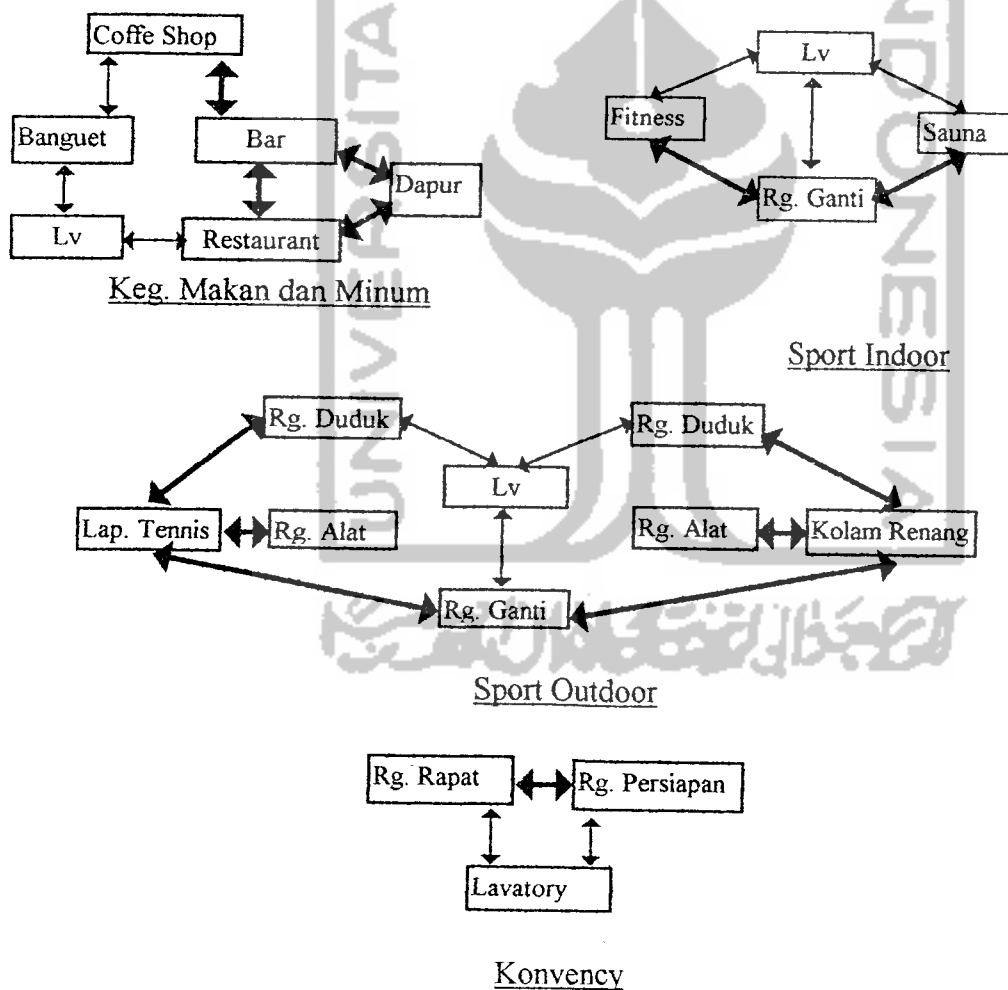 Coffe Shop
Banguet
Bar
Dapur
Lv
Restaurant
Keg. Makan dan Minum
Lv
Fitness
Sauna
Rg. Ganti
Sport Indoor
Rg. Duduk
Rg. Duduk
Lv
Lap. Tennis
Rg. Alat
Rg. Alat
Kolam Renang
Rg. Ganti
Sport Outdoor
Rg. Rapat
Rg. Persiapan
Lavatory
Konvency
UNIVERSITA